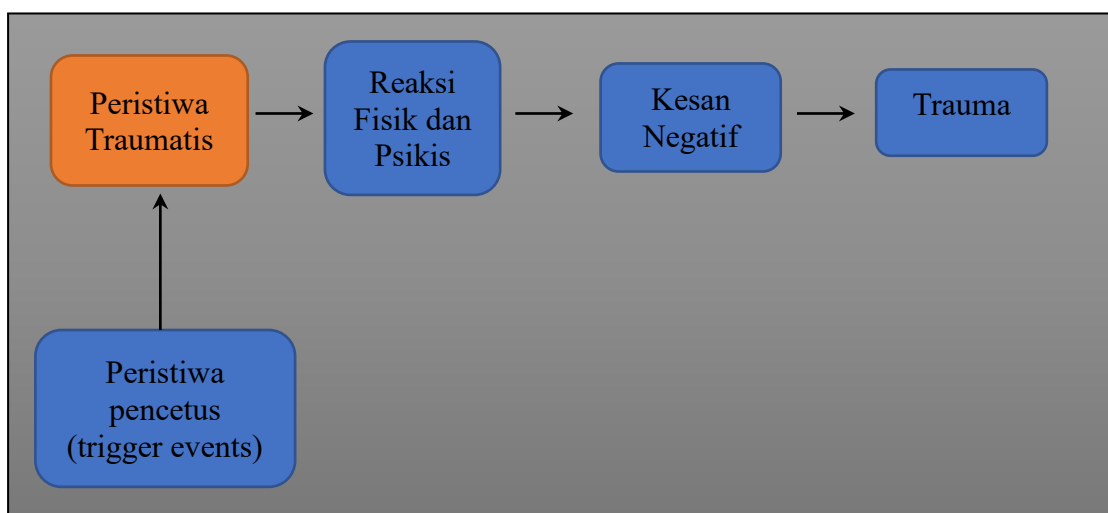 Peristiwa
Traumatis
Reaksi
Fisik dan
Psikis
Kesan
Negatif
Trauma
Peristiwa
pencetus
(trigger events)